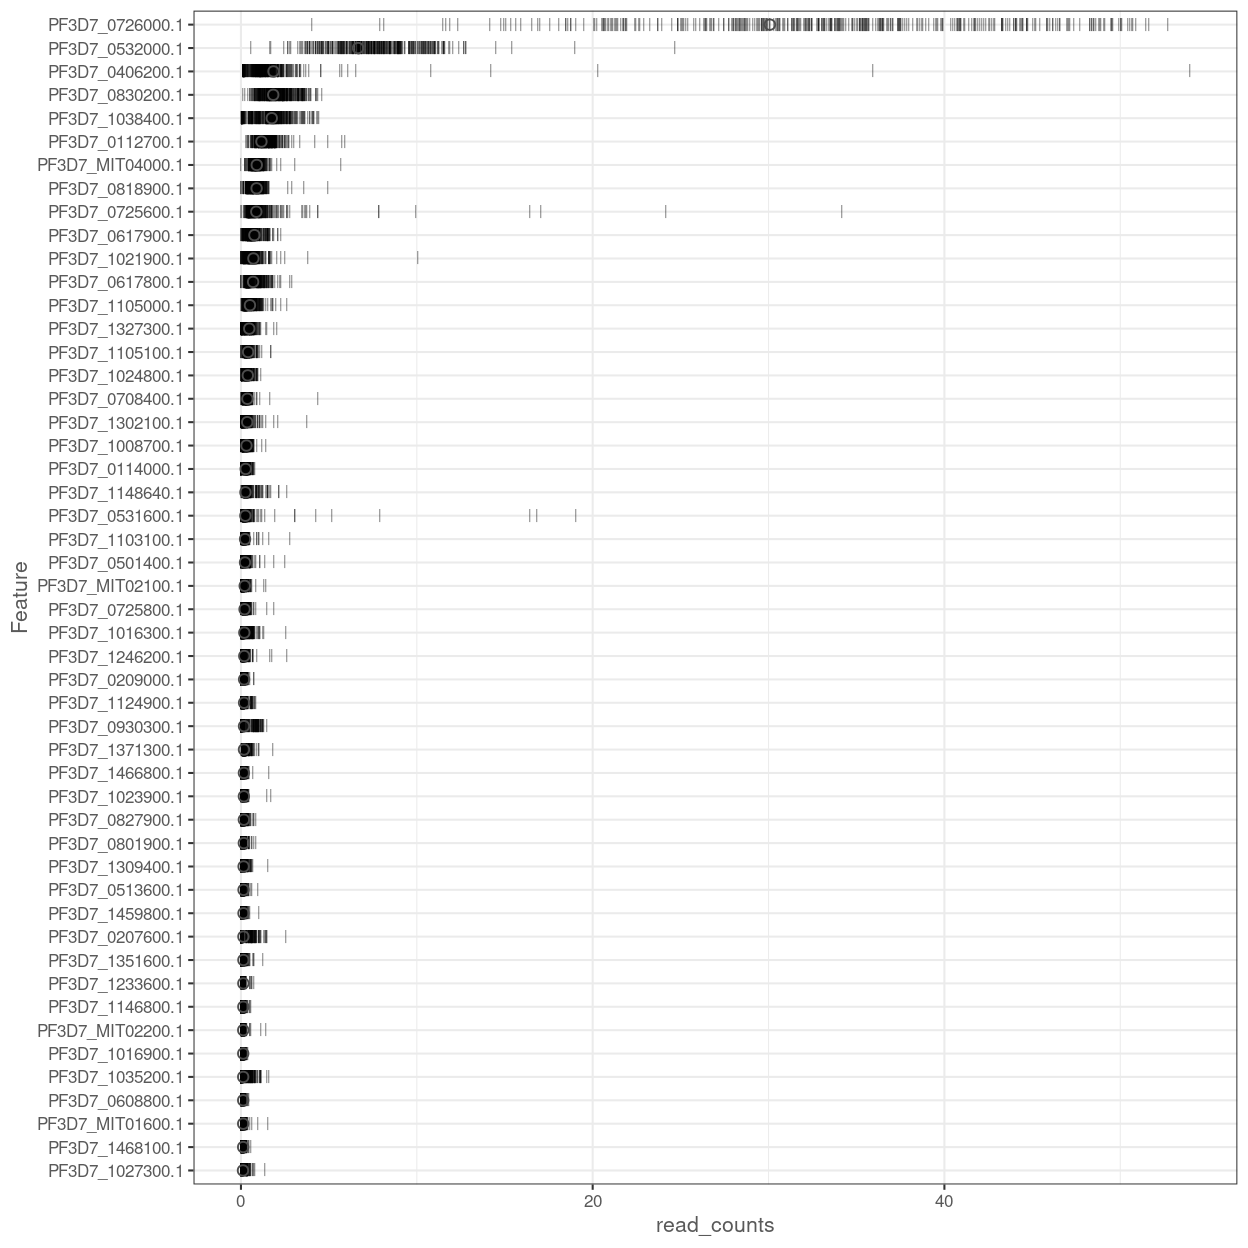 PF3D7_0726000.1
PF3D7_0532000.1
PF3D7_0406200.1
PF3D7_0830200.1
PF3D7_1038400.1
PF3D7_0112700.1
PF3D7_MIT04000.1
PF3D7_0818900.1
PF3D7_0725600.1
PF3D7_0617900.1
PF3D7_1021900.1
PF3D7_0617800.1
PF3D7_1105000.1
PF3D7_1327300.1
PF3D7_1105100.1
PF3D7_1024800.1
PF3D7_0708400.1
PF3D7_1302100.1
PF3D7_1008700.1
PF3D7_0114000.1
PF3D7_1148640.1
PF3D7_0531600.1
PF3D7_1103100.1
PF3D7_0501400.1
PF3D7_MIT02100.1
PF3D7_0725800.1
PF3D7_1016300.1
PF3D7_1246200.1
PF3D7_0209000.1
PF3D7_1124900.1
PF3D7_0930300.1
PF3D7_1371300.1
PF3D7_1466800.1
PF3D7_1023900.1
PF3D7_0827900.1
PF3D7_0801900.1
PF3D7_1309400.1
PF3D7_0513600.1
PF3D7_1459800.1
PF3D7_0207600.1
PF3D7_1351600.1
PF3D7_1233600.1
PF3D7_1146800.1
PF3D7_MIT02200.1
PF3D7_1016900.1
PF3D7_1035200.1
PF3D7_0608800.1
PF3D7_MIT01600.1
PF3D7_1468100.1
PF3D7_1027300.1
Feature
0 20 40
read_counts